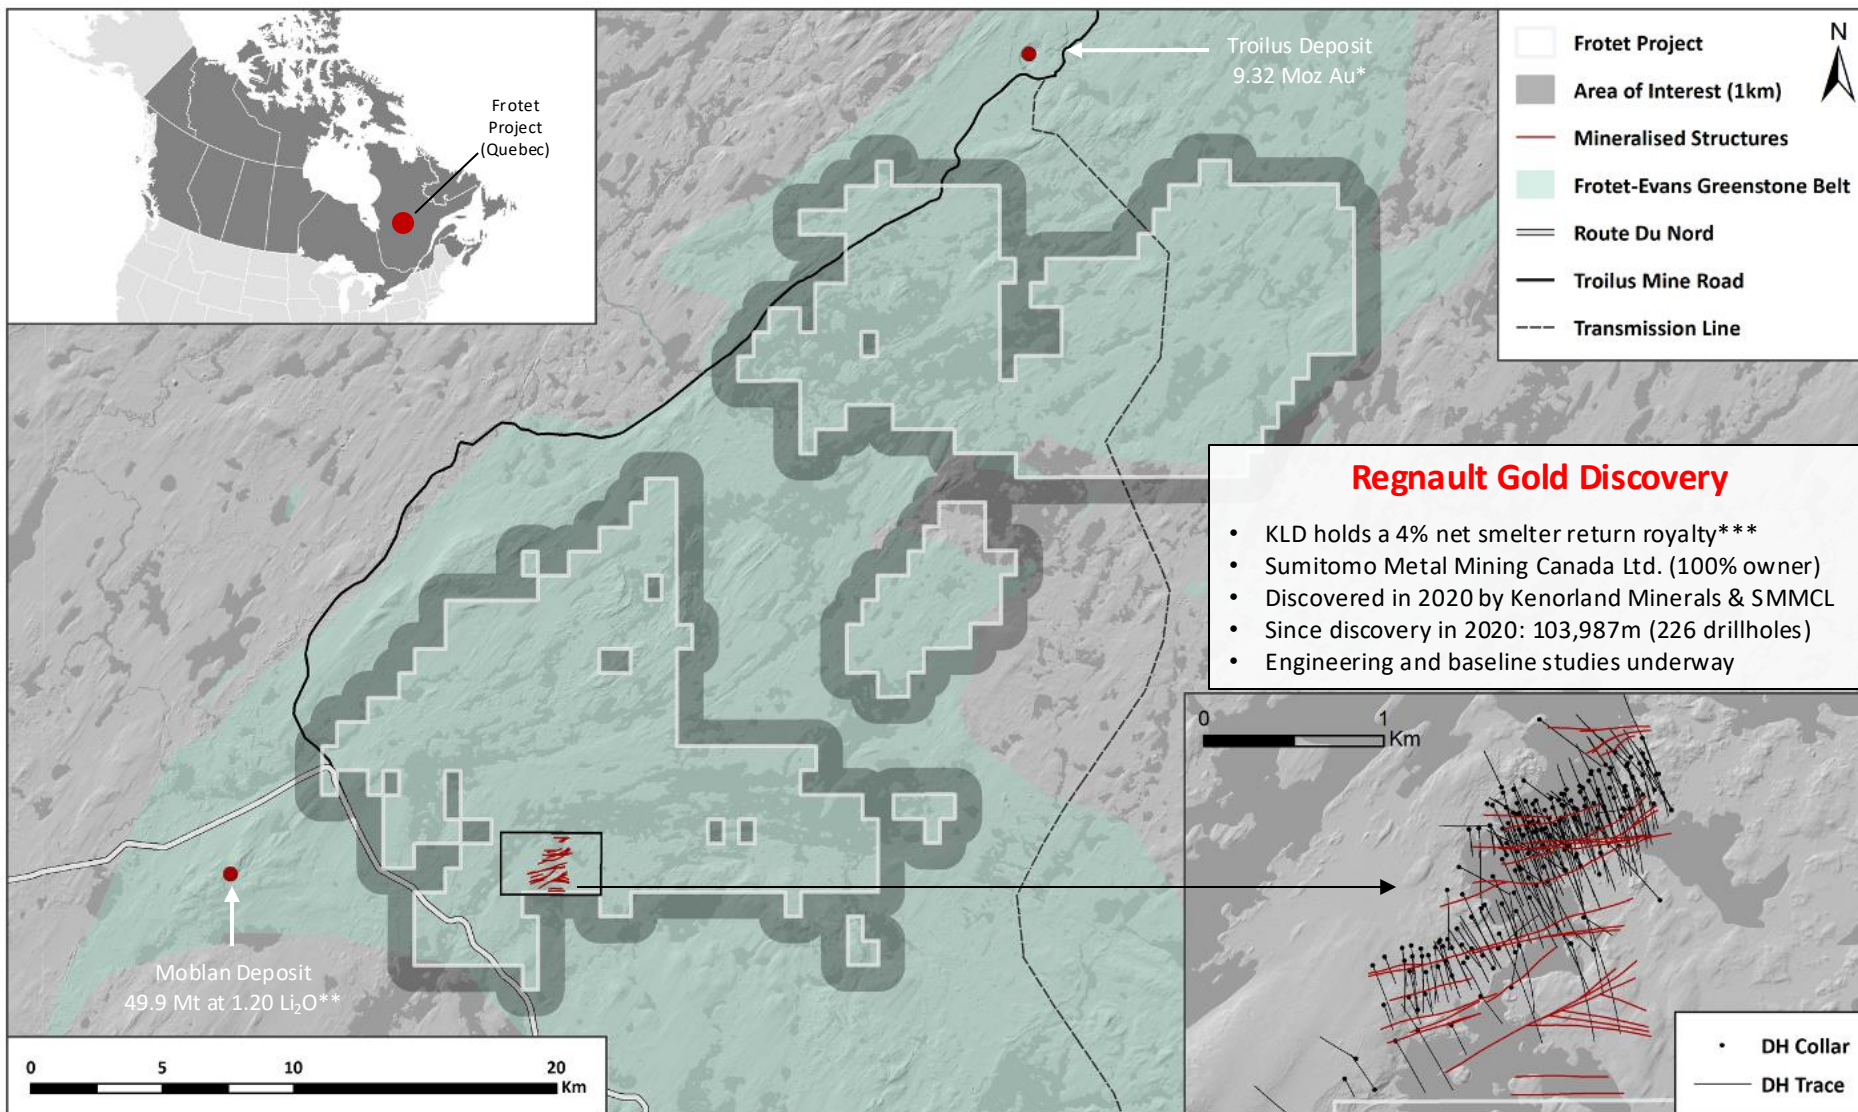 Frotet
Project
(Quebec)
Troilus Deposit
9.32 Moz Au*
Frotet Project
Area of Interest (1km)
Mineralised Structures
Frotet-Evans Greenstone Belt
Route Du Nord
Troilus Mine Road
Transmission Line
N
Regnault Gold Discovery
• KLD holds a 4% net smelter return royalty***
• Sumitomo Metal Mining Canada Ltd. (100% owner)
• Discovered in 2020 by Kenorland Minerals & SMMCL
• Since discovery in 2020: 103,987m (226 drillholes)
• Engineering and baseline studies underway
0 1
Km
Moblan Deposit
49.9 Mt at 1.20 Li₂O**
0 5 10 20
Km
DH Collar
DH Trace